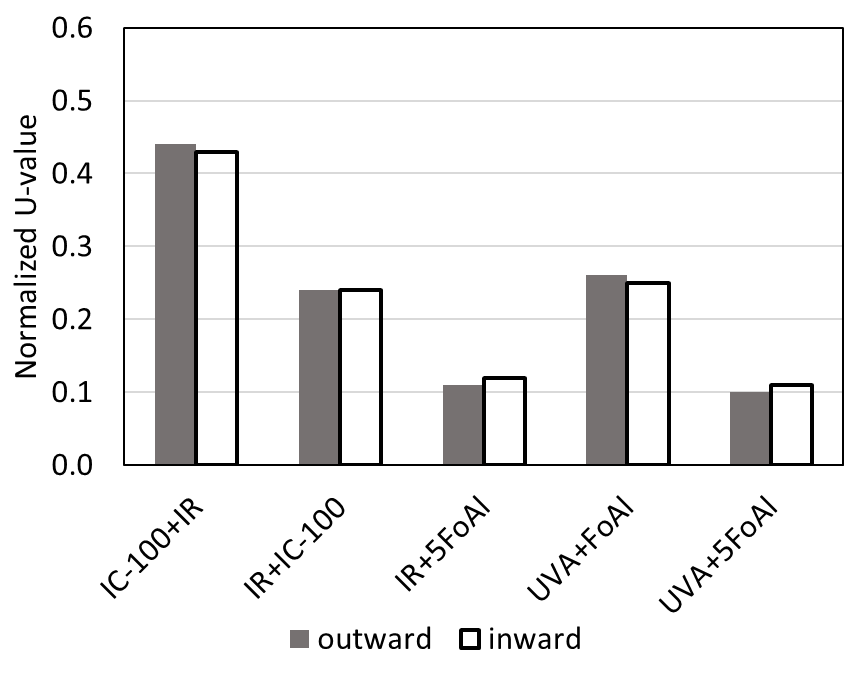 Normalized U-value
0.6
0.5
0.4
0.3
0.2
0.1
0.0
IC-100+IR
IR+IC-100
IR+5FoAl
UVA+FoAl
UVA+5FoAl
outward
inward